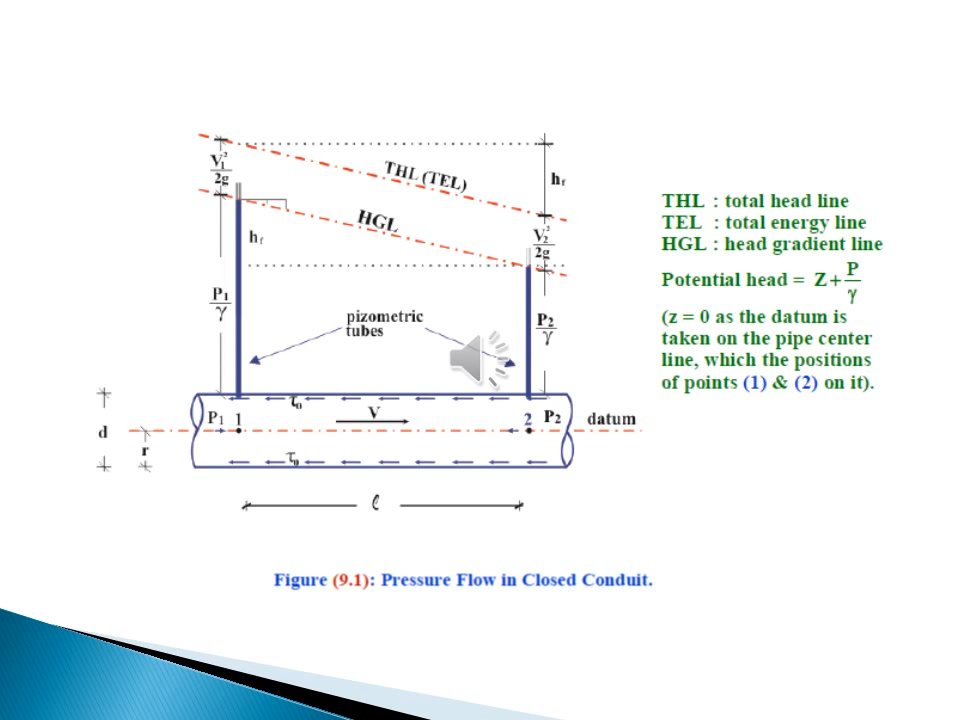 V₁²
2g
THL (TEL)
h_f
HGL
h_f
V₂²
2g
P₁
γ
pizometric
tubes
P₂
γ
τ₀
P₁ 1
V
2 P₂
datum
d
r
τ₀
ℓ
THL : total head line
TEL : total energy line
HGL : head gradient line
Potential head = Z+P/γ
(z = 0 as the datum is
taken on the pipe center
line, which the positions
of points (1) & (2) on it).
Figure (9.1): Pressure Flow in Closed Conduit.